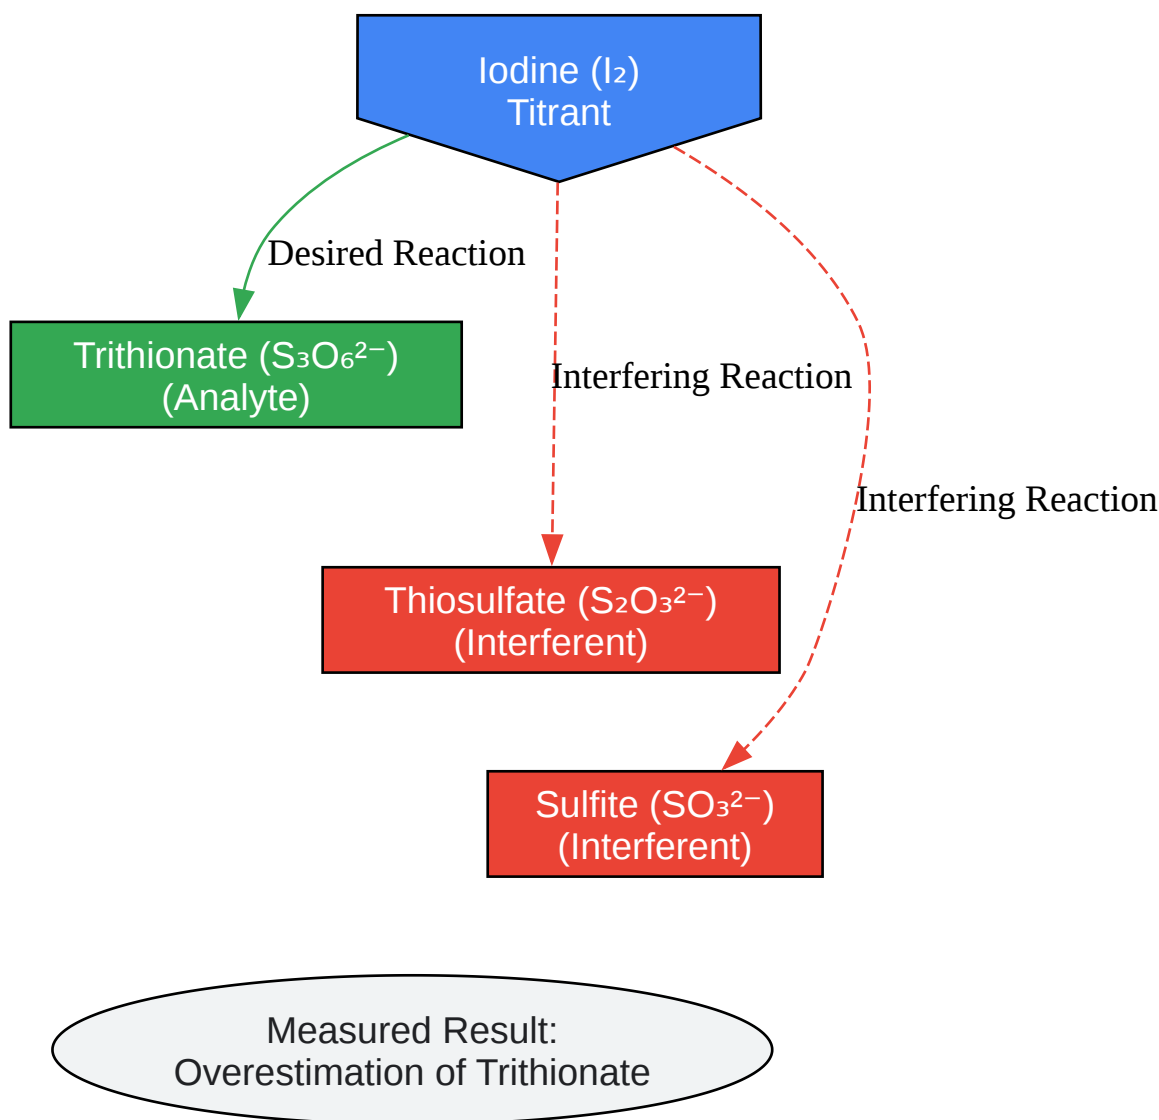 Iodine (I₂)
Titrant
Desired Reaction
Trithionate (S₃O₆²⁻)
(Analyte)
Interfering Reaction
Interfering Reaction
Thiosulfate (S₂O₃²⁻)
(Interferent)
Sulfite (SO₃²⁻)
(Interferent)
Measured Result:
Overestimation of Trithionate